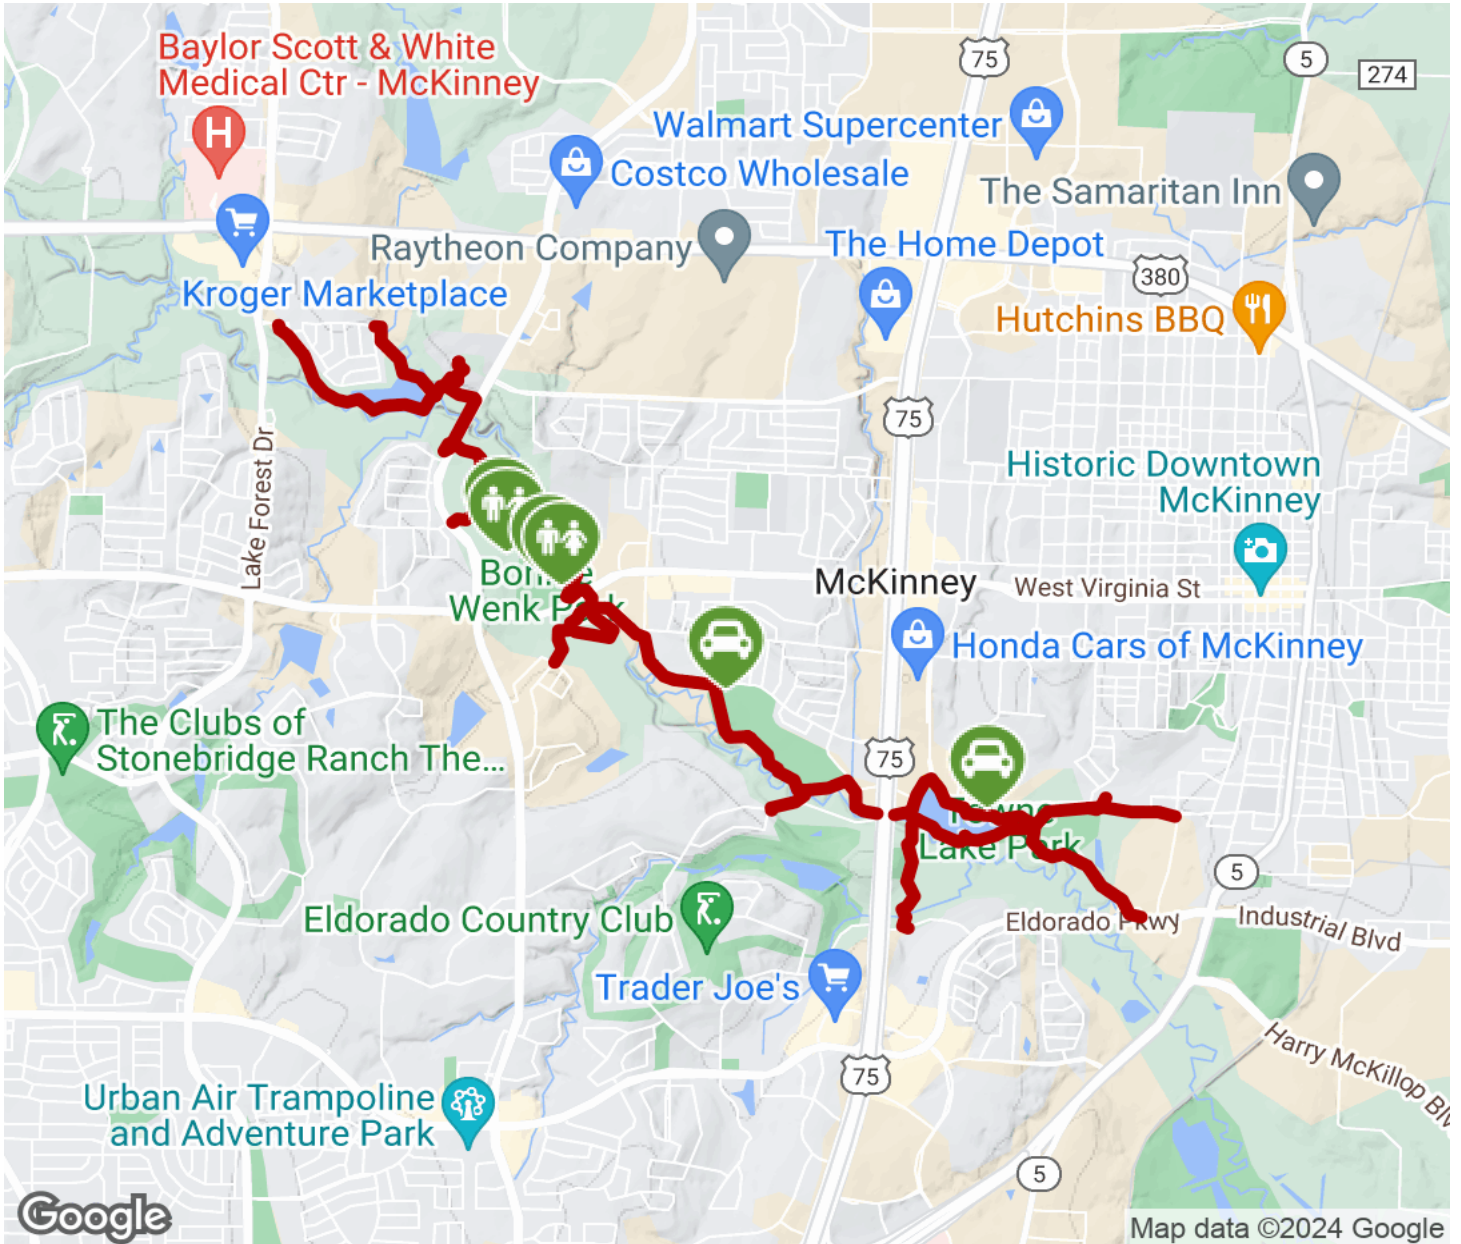 Baylor Scott & White
Medical Ctr - McKinney
H
75
5
274
Walmart Supercenter
Costco Wholesale
The Samaritan Inn
Raytheon Company
The Home Depot
380
Kroger Marketplace
Hutchins BBQ
75
Lake Forest Dr
Historic Downtown
McKinney
Wenk
McKinney
West Virginia St
Honda Cars of McKinney
The Clubs of
Stonebridge Ranch The...
75
Towne
Lake Park
5
Eldorado Country Club
Eldorado Pkwy
Industrial Blvd
Trader Joe's
Harry McKillop
75
Urban Air Trampoline
and Adventure Park
5
Google
Map data ©2024 Google